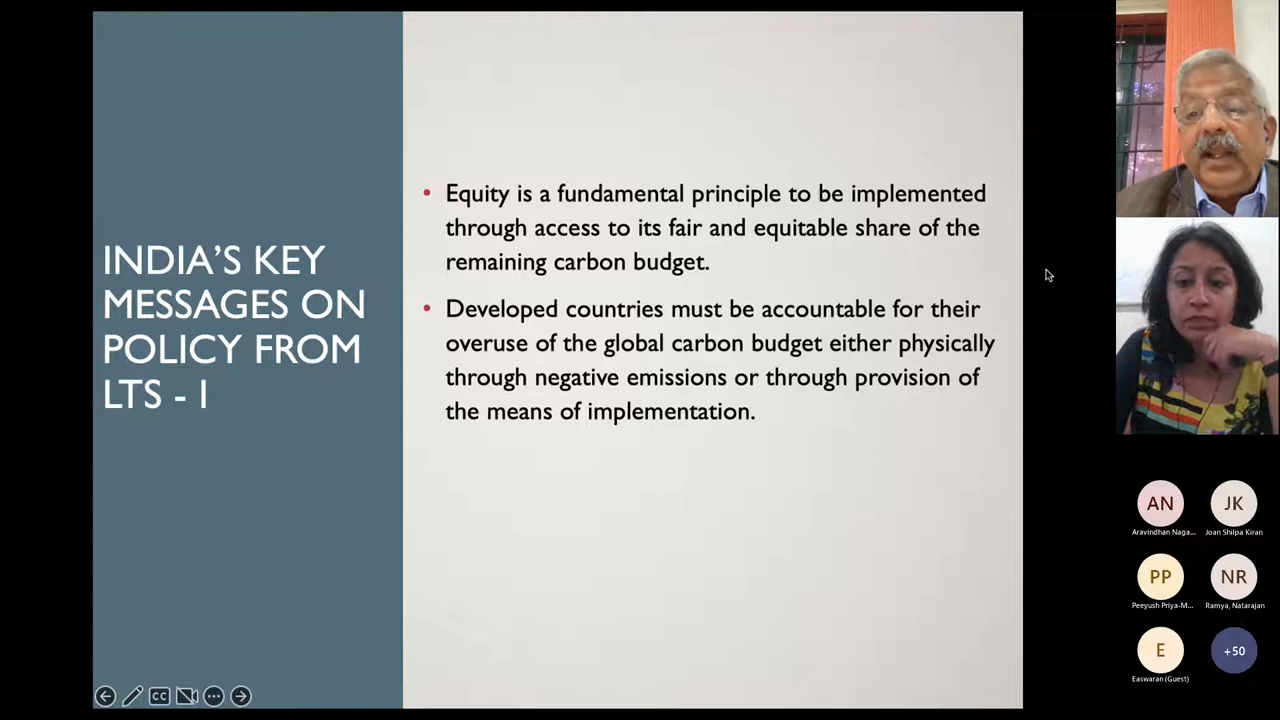 INDIA'S KEY
MESSAGES ON
POLICY FROM
LTS - I
• Equity is a fundamental principle to be implemented
through access to its fair and equitable share of the
remaining carbon budget.
• Developed countries must be accountable for their
overuse of the global carbon budget either physically
through negative emissions or through provision of
the means of implementation.
CC
AN
JK
Aravindhan Naga...
Joan Shilpa Kiran
PP
NR
Peeyush Priya-M...
Ramya, Natarajan
E
+50
Easwaran (Guest)